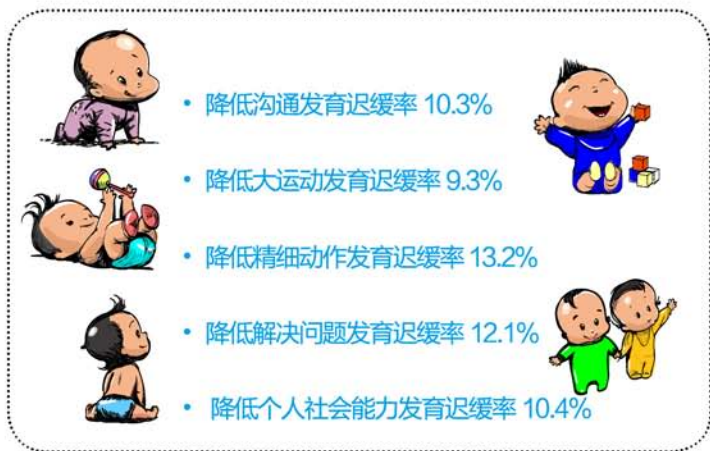 • 降低沟通发育迟缓率 10.3%
• 降低大运动发育迟缓率 9.3%
• 降低精细动作发育迟缓率 13.2%
• 降低解决问题发育迟缓率 12.1%
• 降低个人社会能力发育迟缓率 10.4%